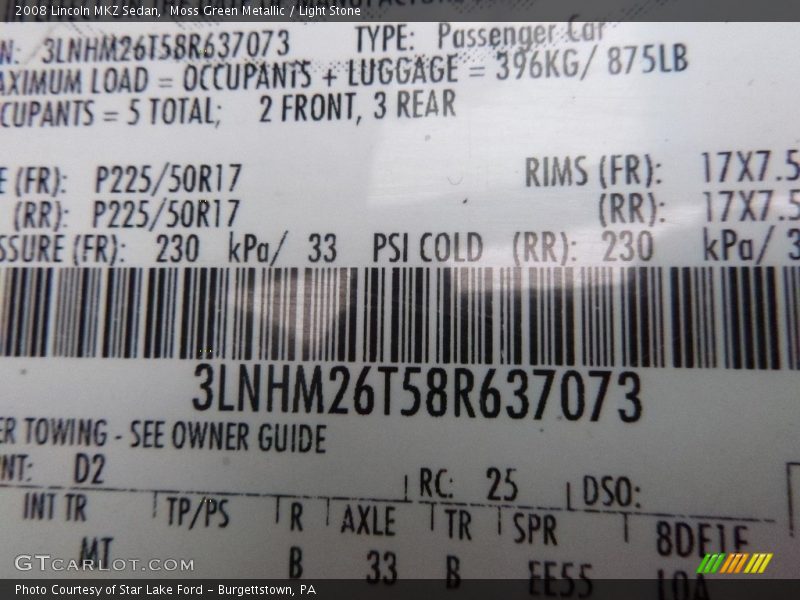 2008 Lincoln MKZ Sedan, Moss Green Metallic / Light Stone
N: 3LNHM26T58R637073 TYPE: Passenger Car
AXIMUM LOAD = OCCUPANTS + LUGGAGE = 396KG/ 875LB
CCUPANTS = 5 TOTAL; 2 FRONT, 3 REAR
E (FR): P225/50R17 RIMS (FR): 17X7.5
(RR): P225/50R17 (RR): 17X7.5
SSURE (FR): 230 kPa/ 33 PSI COLD (RR): 230 kPa/ 3
3LNHM26T58R637073
ER TOWING - SEE OWNER GUIDE
NT: D2 RC: 25 DSO:
INT TR TP/PS R AXLE TR SPR 8DF1F
MT B 33 B EE55 L0A
GTCARLOT.COM
Photo Courtesy of Star Lake Ford - Burgettstown, PA